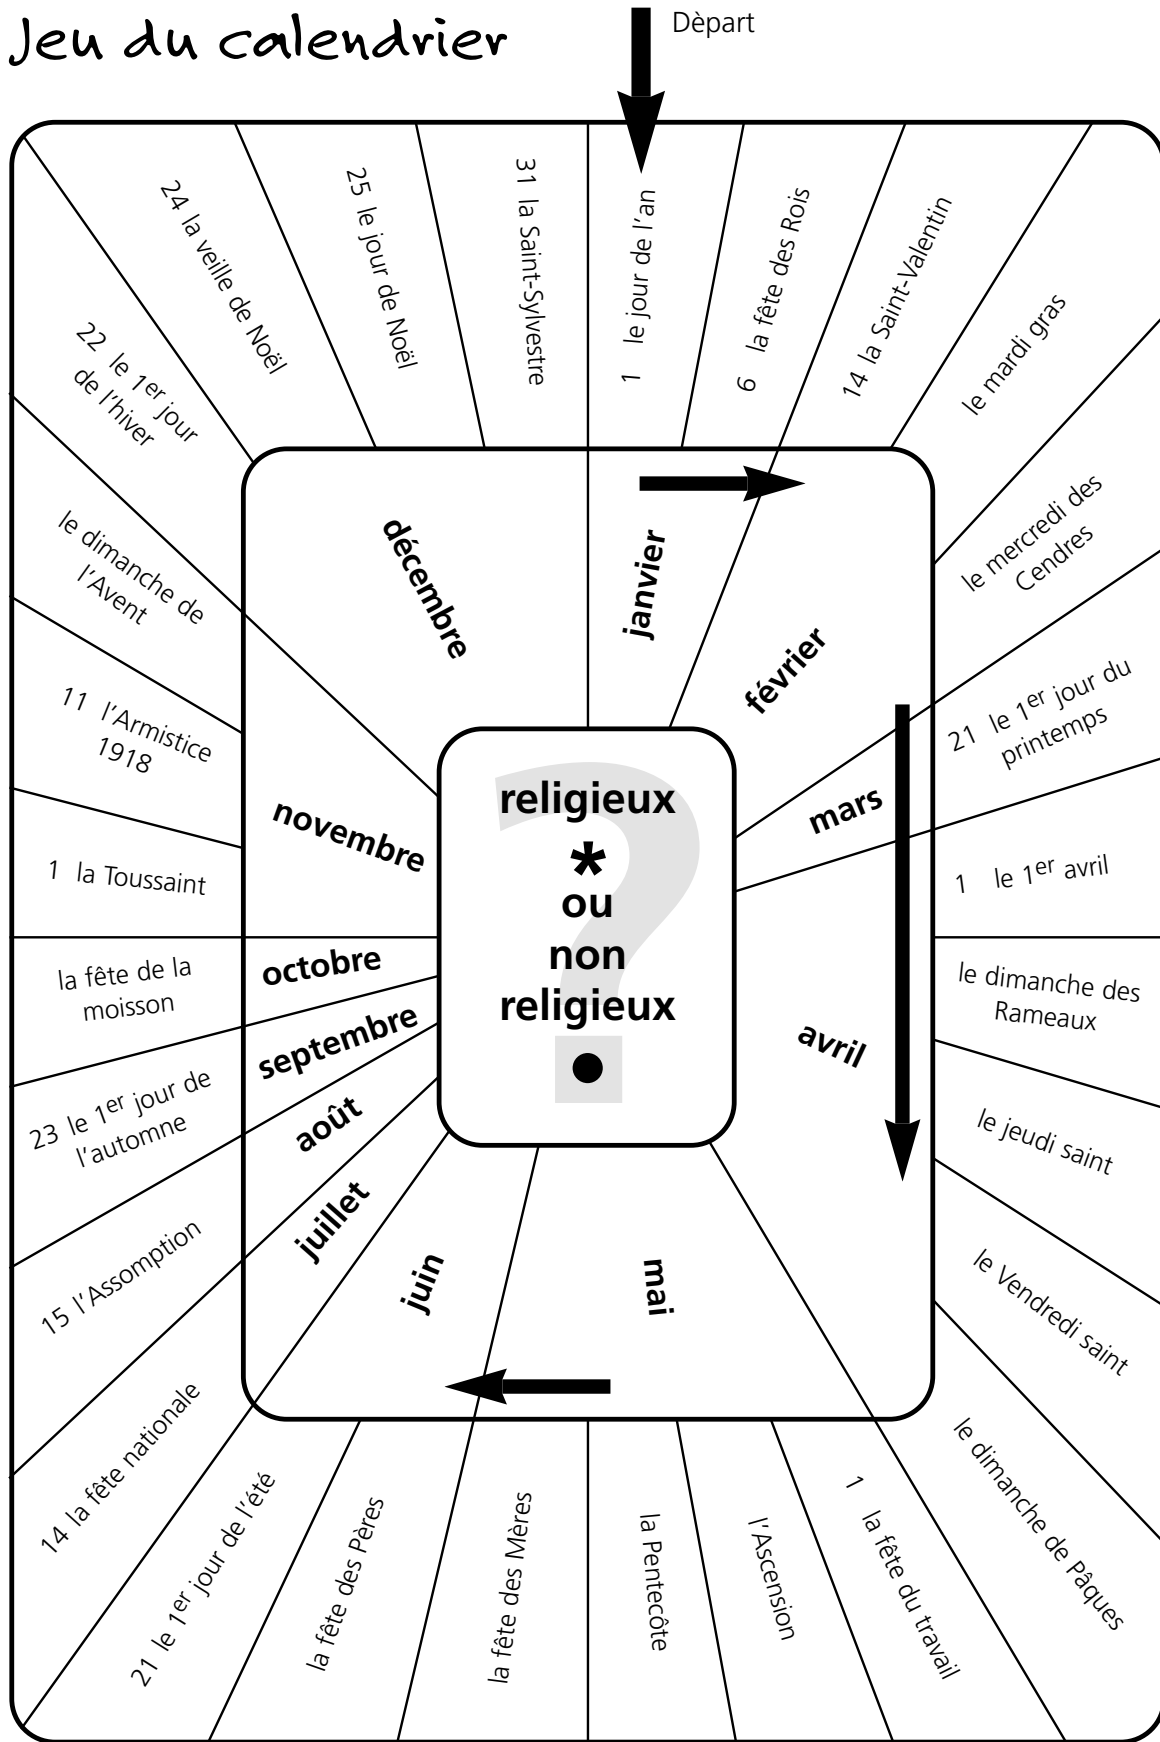 Jeu du calendrier
Dèpart
1 le jour de l'an
6 la fête des Rois
14 la Saint-Valentin
le mardi gras
le mercredi des
Cendres
21 le 1er jour du
printemps
1 le 1er avril
le dimanche des
Rameaux
le jeudi saint
le Vendredi saint
le dimanche de Pâques
1 la fête du travail
l'Ascension
la Pentecôte
la fête des Mères
la fête des Pères
21 le 1er jour de l'été
14 la fête nationale
15 l'Assomption
23 le 1er jour de
l'automne
la fête de la
moisson
1 la Toussaint
11 l'Armistice
1918
le dimanche de
l'Avent
22 le 1er jour
de l'hiver
24 la veille de Noël
25 le jour de Noël
31 la Saint-Sylvestre
janvier
février
mars
avril
mai
juin
juillet
août
septembre
octobre
novembre
décembre
?
religieux
*
ou
non
religieux
•